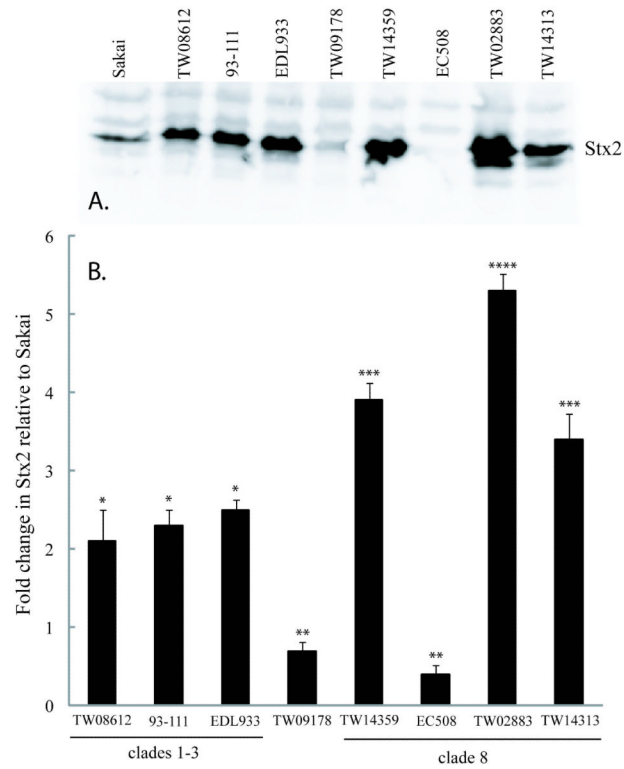 Sakai
TW08612
93-111
EDL933
TW09178
TW14359
EC508
TW02883
TW14313
Stx2
A.
B.
Fold change in Stx2 relative to Sakai
6
5
4
3
2
1
0
*
*
*
**
***
**
****
***
TW08612 93-111 EDL933 TW09178 TW14359 EC508 TW02883 TW14313
clades 1-3 clade 8